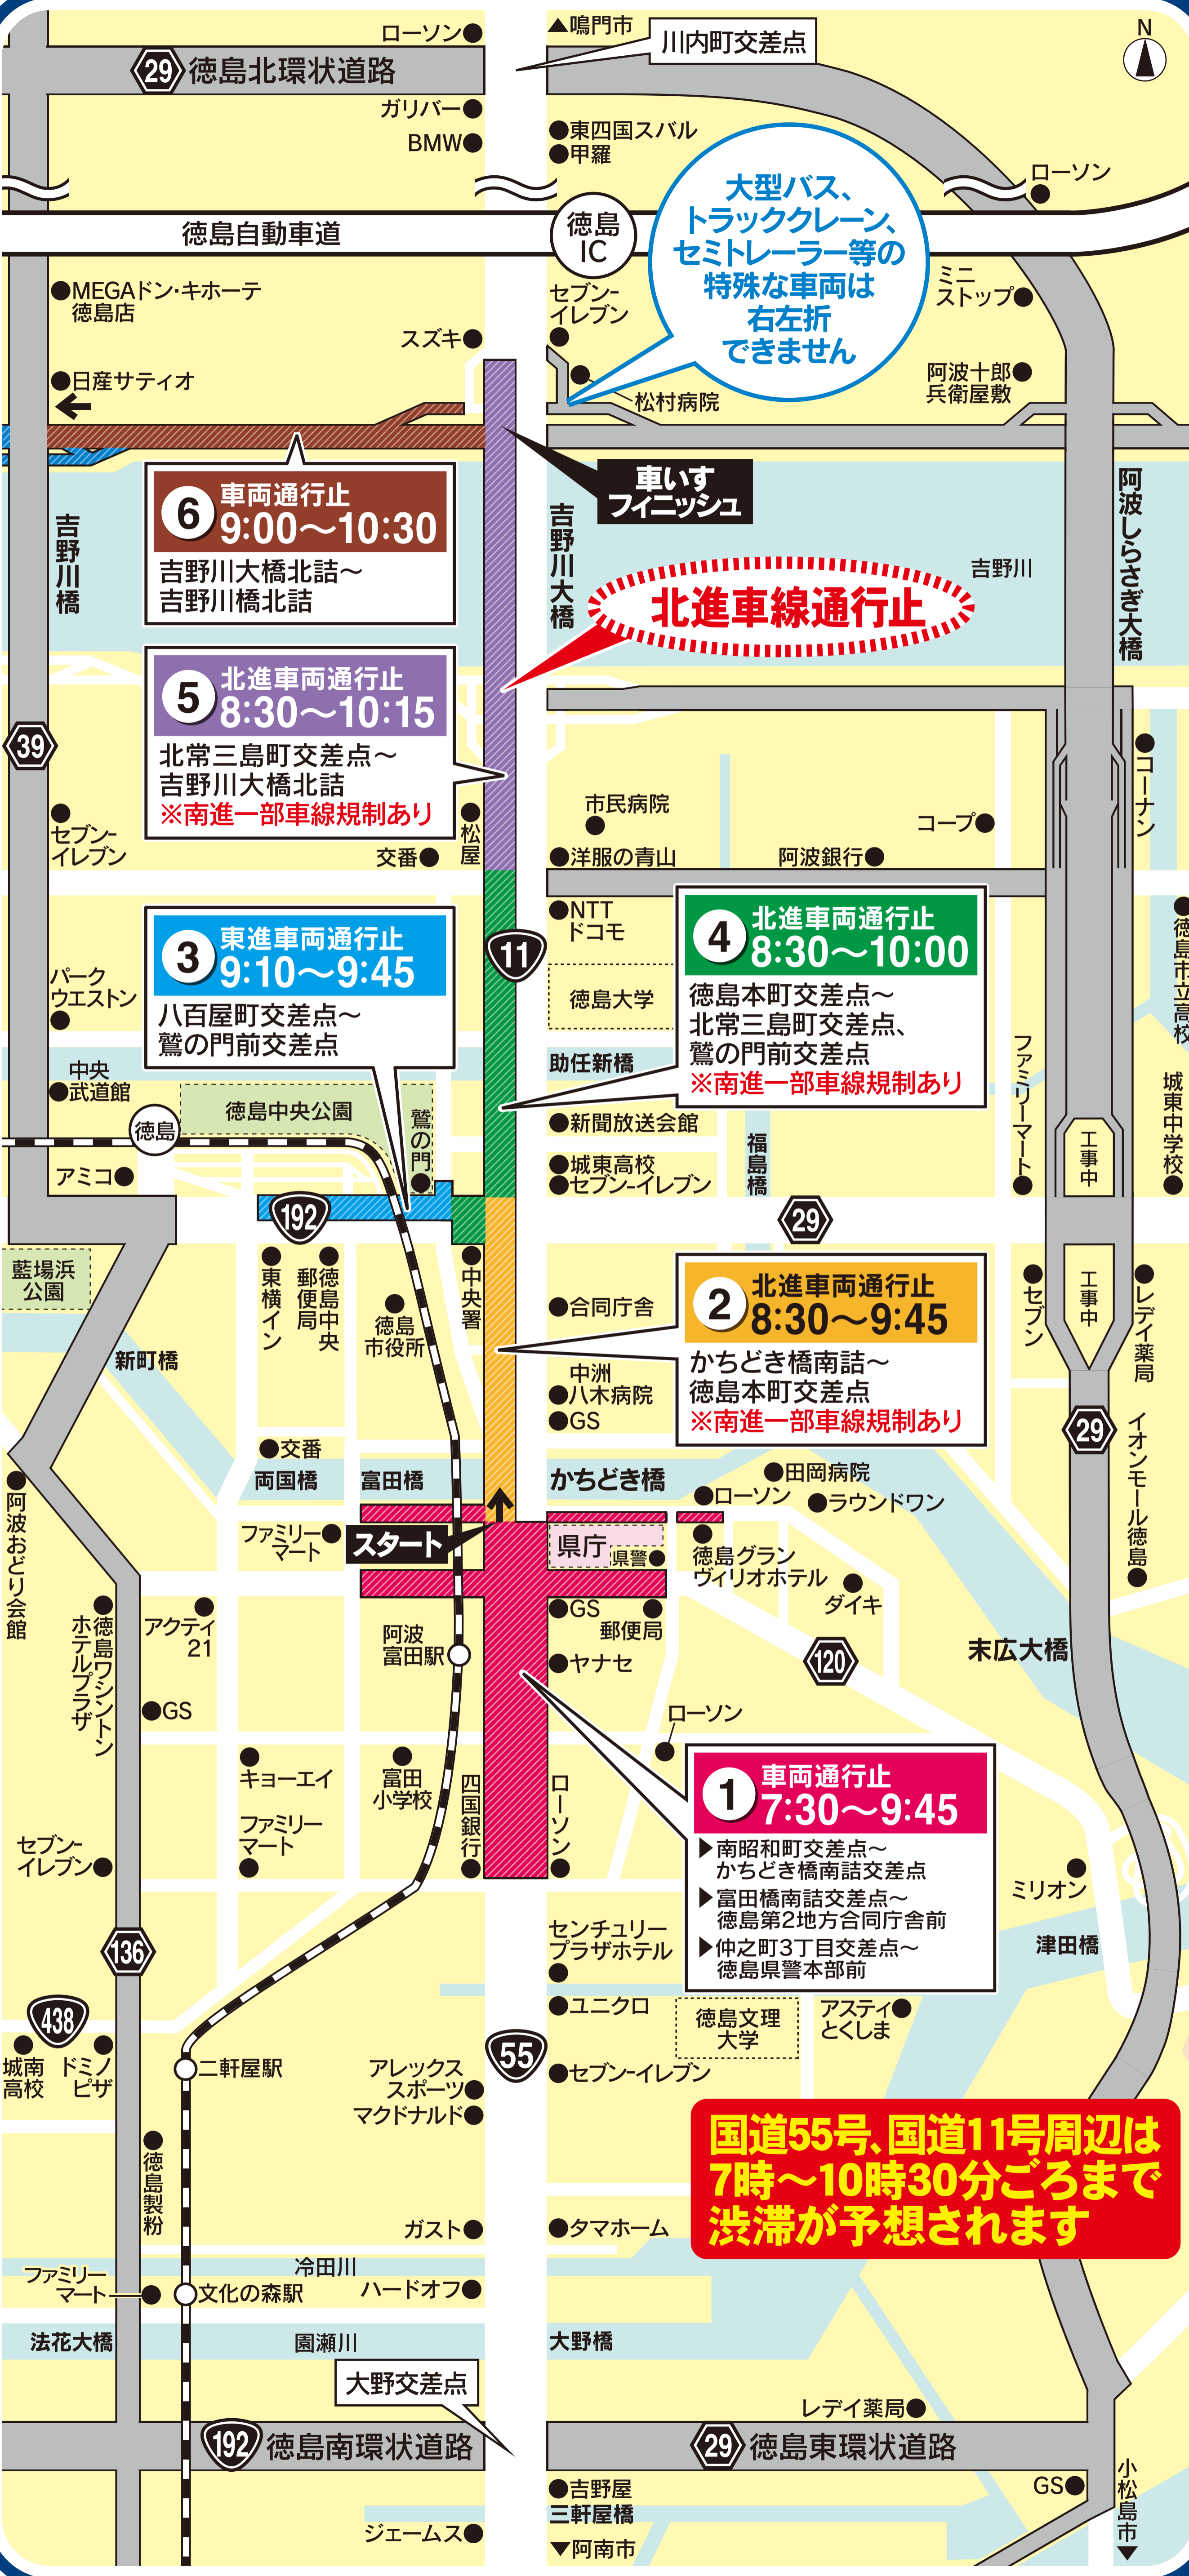 ローソン
▲鳴門市
川内町交差点
N
29 徳島北環状道路
ガリバー
BMW
東四国スバル
甲羅
ローソン
大型バス、
トラッククレーン、
セミトレーラー等の
特殊な車両は
右左折
できません
徳島自動車道
徳島
IC
MEGAドン・キホーテ
徳島店
セブン-
イレブン
ミニ
ストップ
スズキ
日産サティオ
松村病院
阿波十郎
兵衛屋敷
車いす
フィニッシュ
6 車両通行止
9:00～10:30
吉野川大橋北詰～
吉野川橋北詰
吉野川橋
吉野川大橋
吉野川
阿波しらさぎ大橋
北進車線通行止
5 北進車両通行止
8:30～10:15
北常三島町交差点～
吉野川大橋北詰
※南進一部車線規制あり
39
コーナン
セブン-
イレブン
交番
松屋
市民病院
洋服の青山
阿波銀行
コープ
3 東進車両通行止
9:10～9:45
八百屋町交差点～
鷲の門前交差点
NTT
ドコモ
11
徳島大学
4 北進車両通行止
8:30～10:00
徳島本町交差点～
北常三島町交差点、
鷲の門前交差点
※南進一部車線規制あり
徳島市立高校
パーク
ウエストン
中央
武道館
助任新橋
ファミリーマート
城東中学校
徳島
徳島中央公園
鷲の門
新聞放送会館
城東高校
セブン-イレブン
福島橋
工事中
アミコ
192
29
藍場浜
公園
東横イン
徳島中央
郵便局
徳島
市役所
中央署
合同庁舎
2 北進車両通行止
8:30～9:45
かちどき橋南詰～
徳島本町交差点
※南進一部車線規制あり
セブン
工事中
レデイ薬局
新町橋
中洲
八木病院
GS
29
イオンモール徳島
交番
両国橋
富田橋
かちどき橋
田岡病院
ローソン
ラウンドワン
阿波おどり会館
ファミリー
マート
スタート
県庁
県警
徳島グラン
ヴィリオホテル
ダイキ
徳島ワシントン
ホテルプラザ
アクティ
21
阿波
富田駅
GS
郵便局
ヤナセ
120
末広大橋
GS
ローソン
キョーエイ
富田
小学校
四国銀行
ローソン
1 車両通行止
7:30～9:45
▶南昭和町交差点～
かちどき橋南詰交差点
▶富田橋南詰交差点～
徳島第2地方合同庁舎前
▶仲之町3丁目交差点～
徳島県警本部前
ファミリー
マート
セブン-
イレブン
ミリオン
136
センチュリー
プラザホテル
津田橋
438
ユニクロ
徳島文理
大学
アスティ
とくしま
城南
高校
ドミノ
ピザ
二軒屋駅
アレックス
スポーツ
マクドナルド
55
セブン-イレブン
国道55号、国道11号周辺は
7時～10時30分ごろまで
渋滞が予想されます
徳島製粉
ガスト
タマホーム
冷田川
ファミリー
マート
文化の森駅
ハードオフ
法花大橋
園瀬川
大野橋
大野交差点
レデイ薬局
192 徳島南環状道路
29 徳島東環状道路
吉野屋
三軒屋橋
GS
小松島市▼
ジェームス
▼阿南市